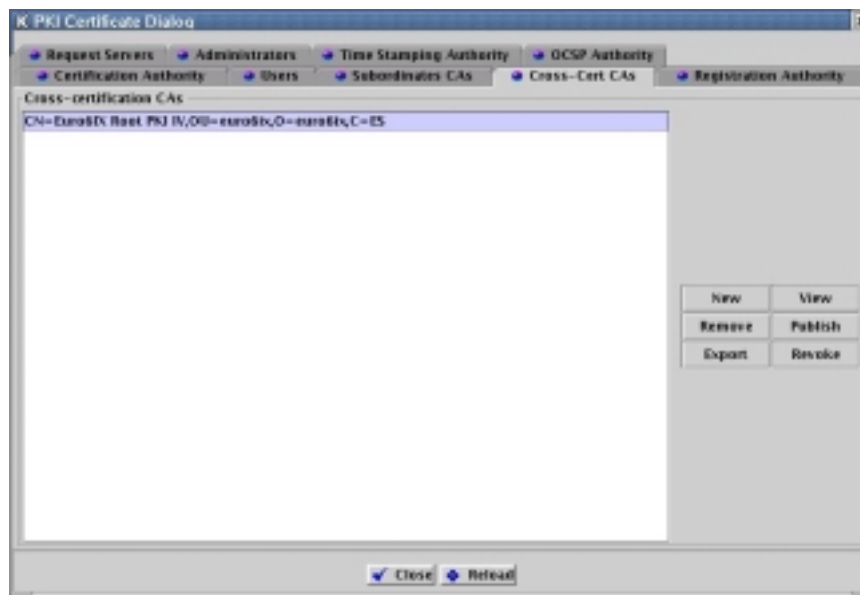 PKI Certificate Dialog
Request Servers Administrators Time Stamping Authority OCSP Authority
Certification Authority Users Subordinates CAs Cross-Cert CAs Registration Authority
Cross-certification CAs
CN=Euro6IX Root PKI IV,OU=euro6ix,O=euro6ix,C=ES
New View
Remove Publish
Export Revoke
Close Reload